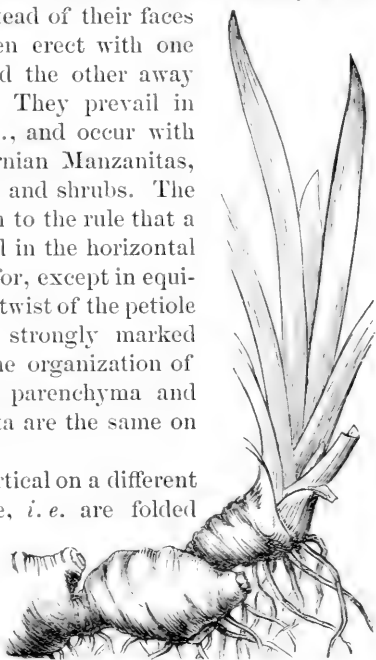 tead of their faces
en erect with one
d the other away
They prevail in
., and occur with
rnian Manzanitas,
and shrubs. The
n to the rule that a
l in the horizontal
for, except in equi-
twist of the petiole
strongly marked
ne organization of
parenchyma and
ta are the same on
rtical on a different
e, i. e. are folded